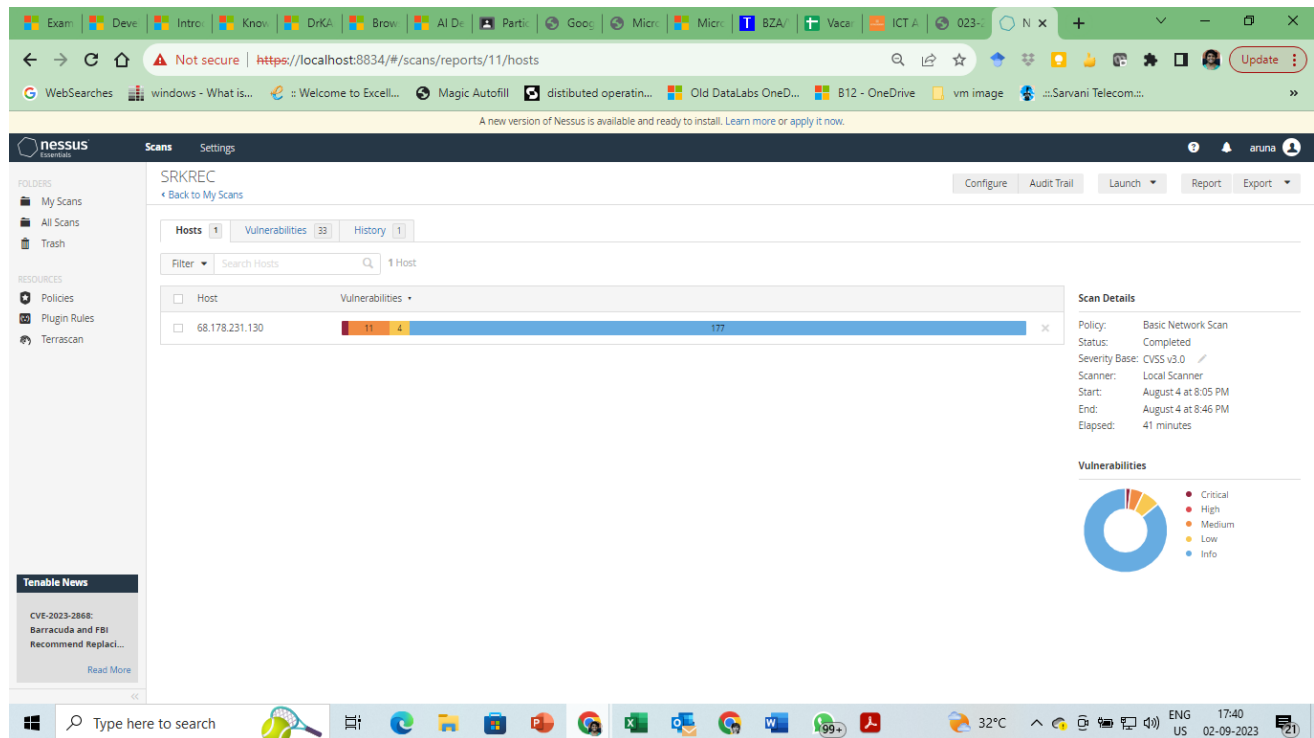 Exam Deve Intro Know DrKA Brow AI De Partic Goog Micro Micro BZA/ Vacar ICT A 023-2 N
Not secure https://localhost:8834/#/scans/reports/11/hosts Update
WebSearches windows - What is... :: Welcome to Excell... Magic Autofill distibuted operatin... Old DataLabs OneD... B12 - OneDrive vm image .::Sarvani Telecom.::. »
A new version of Nessus is available and ready to install. Learn more or apply it now.
nessus Scans Settings aruna
Essentials
FOLDERS
My Scans
All Scans
Trash
RESOURCES
Policies
Plugin Rules
Terrascan
Tenable News
CVE-2023-2868:
Barracuda and FBI
Recommend Replaci...
Read More
SRKREC
Back to My Scans
Configure Audit Trail Launch Report Export
Hosts 1 Vulnerabilities 33 History 1
Filter Search Hosts 1 Host
Host Vulnerabilities
68.178.231.130 11 4 177
Scan Details
Policy: Basic Network Scan
Status: Completed
Severity Base: CVSS v3.0
Scanner: Local Scanner
Start: August 4 at 8:05 PM
End: August 4 at 8:46 PM
Elapsed: 41 minutes
Vulnerabilities
Critical
High
Medium
Low
Info
Type here to search 99+ 32°C ENG 17:40
US 02-09-2023 21